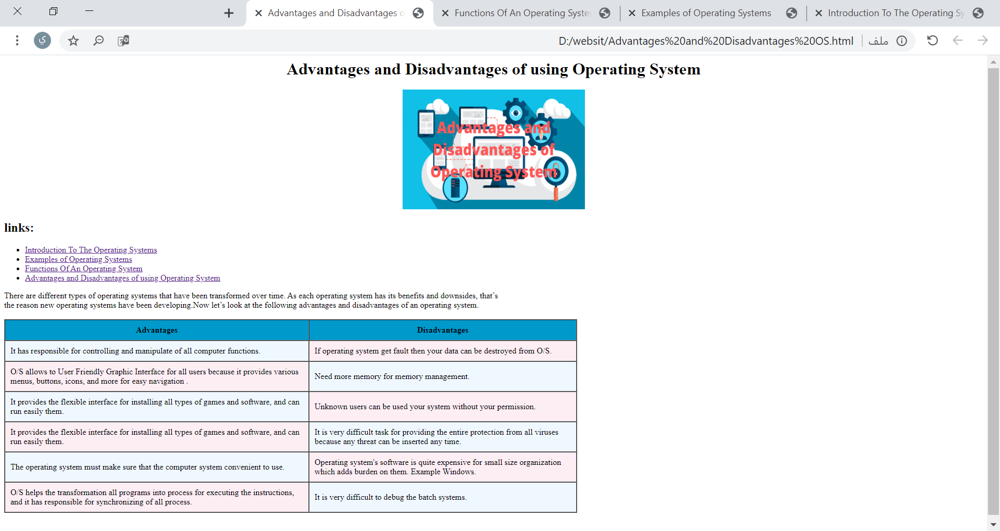 Advantages and Disadvantages o
Functions Of An Operating Syste
Examples of Operating Systems
Introduction To The Operating Sy
ي
D:/websit/Advantages%20and%20Disadvantages%20OS.html
ملف
Advantages and Disadvantages of using Operating System
Advantages and
Disadvantages of
Operating System
links:
Introduction To The Operating Systems
Examples of Operating Systems
Functions Of An Operating System
Advantages and Disadvantages of using Operating System
There are different types of operating systems that have been transformed over time. As each operating system has its benefits and downsides, that’s
the reason new operating systems have been developing.Now let’s look at the following advantages and disadvantages of an operating system.
Advantages
Disadvantages
It has responsible for controlling and manipulate of all computer functions.
If operating system get fault then your data can be destroyed from O/S.
O/S allows to User Friendly Graphic Interface for all users because it provides various
menus, buttons, icons, and more for easy navigation .
Need more memory for memory management.
It provides the flexible interface for installing all types of games and software, and can
run easily them.
Unknown users can be used your system without your permission.
It provides the flexible interface for installing all types of games and software, and can
run easily them.
It is very difficult task for providing the entire protection from all viruses
because any threat can be inserted any time.
The operating system must make sure that the computer system convenient to use.
Operating system's software is quite expensive for small size organization
which adds burden on them. Example Windows.
O/S helps the transformation all programs into process for executing the instructions,
and it has responsible for synchronizing of all process.
It is very difficult to debug the batch systems.